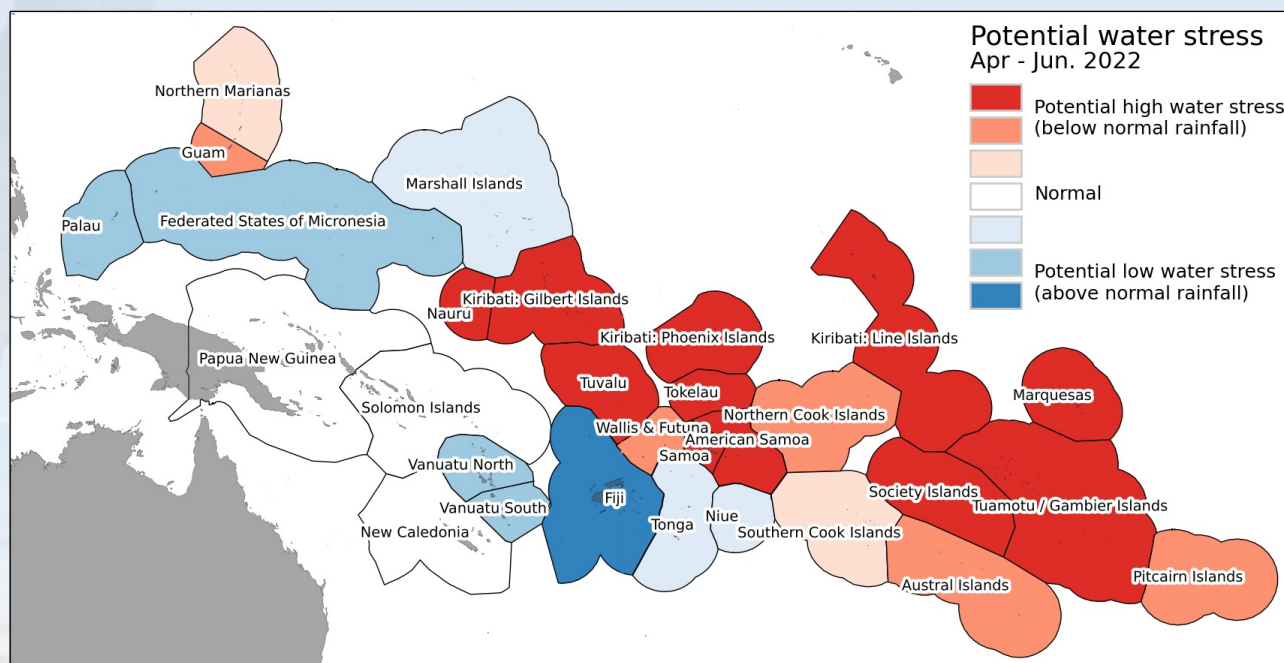 Potential water stress
Apr - Jun. 2022
Potential high water stress
(below normal rainfall)
Normal
Potential low water stress
(above normal rainfall)
Northern Marianas
Guam
Marshall Islands
Palau
Federated States of Micronesia
Kiribati: Gilbert Islands
Nauru
Kiribati: Phoenix Islands
Kiribati: Line Islands
Papua New Guinea
Tuvalu
Tokelau
Marquesas
Solomon Islands
Northern Cook Islands
Wallis & Futuna
American Samoa
Samoa
Vanuatu North
Fiji
Society Islands
Vanuatu South
Tuamotu / Gambier Islands
Niue
Tonga
New Caledonia
Southern Cook Islands
Pitcairn Islands
Austral Islands